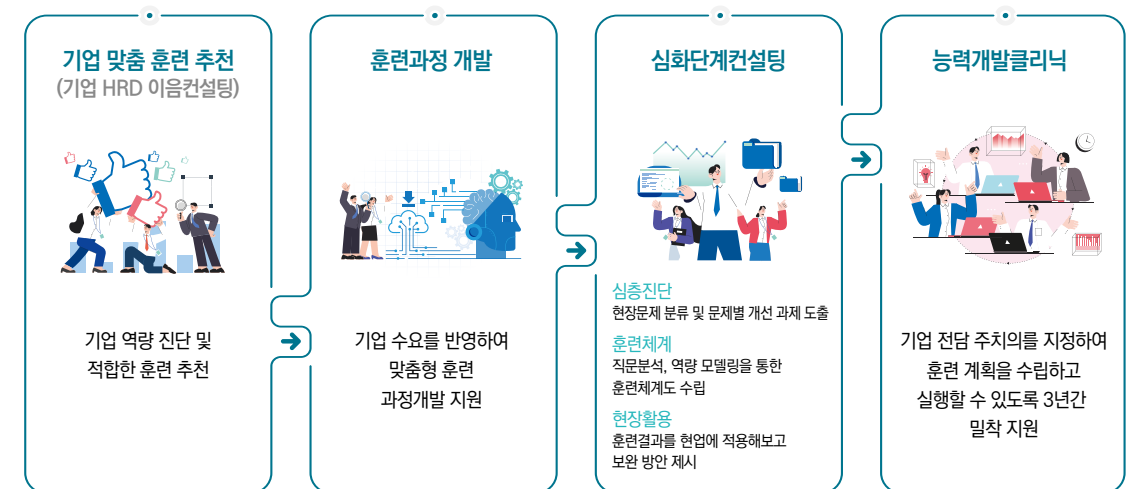 기업 맞춤 훈련 추천
(기업 HRD 이음컨설팅)
기업 역량 진단 및
적합한 훈련 추천
훈련과정 개발
기업 수요를 반영하여
맞춤형 훈련
과정개발 지원
심화단계컨설팅
심층진단
현장문제 분류 및 문제별 개선 과제 도출
훈련체계
직문분석, 역량 모델링을 통한
훈련체계도 수립
현장활용
훈련결과를 현업에 적용해보고
보완 방안 제시
능력개발클리닉
기업 전담 주치의를 지정하여
훈련 계획을 수립하고
실행할 수 있도록 3년간
밀착 지원